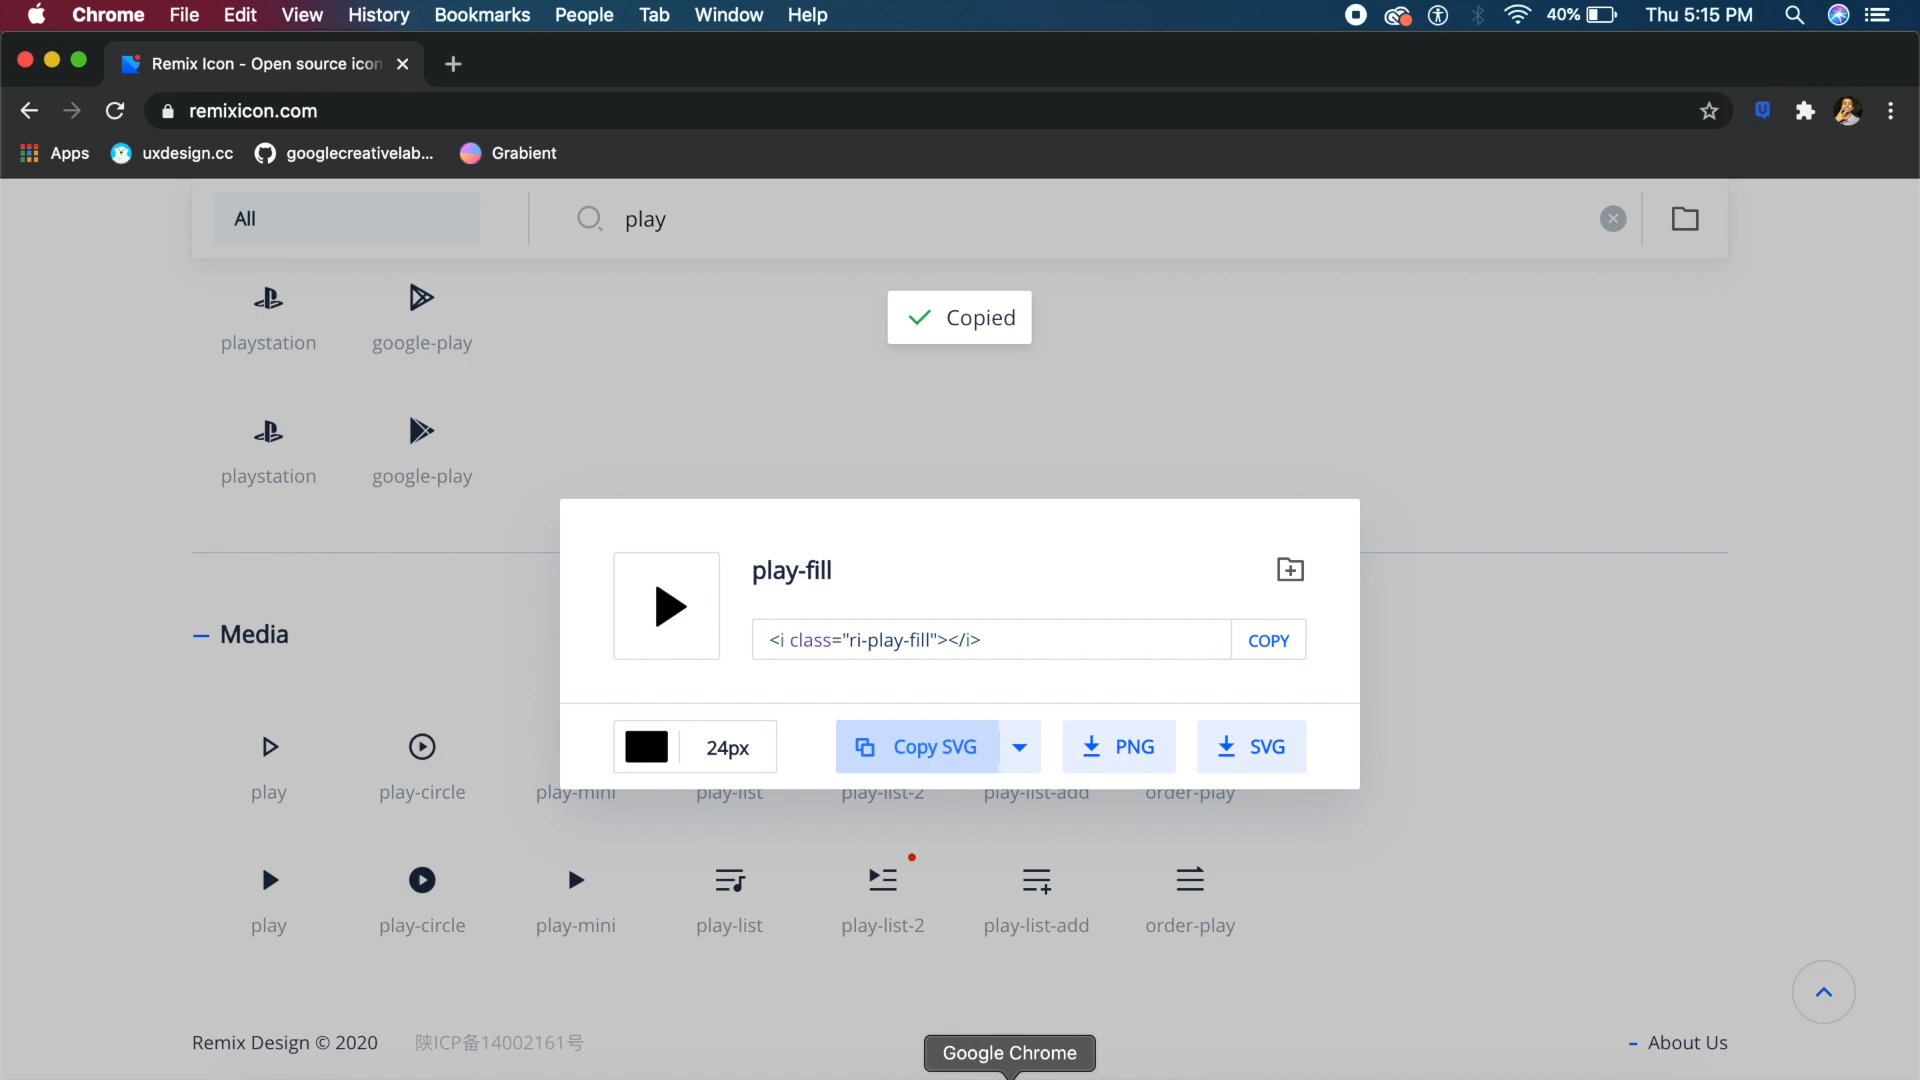 Chrome File Edit View History Bookmarks People Tab Window Help 40% Thu 5:15 PM
Remix Icon - Open source icon
remixicon.com
Apps uxdesign.cc googlecreativelab... Grabient
All play
Copied
playstation google-play
playstation google-play
play-fill
<i class="ri-play-fill"></i> COPY
Media
24px Copy SVG PNG SVG
play play-circle play-mini play-list play-list-2 play-list-add order-play
play play-circle play-mini play-list play-list-2 play-list-add order-play
Remix Design © 2020 陕ICP备14002161号 About Us
Google Chrome